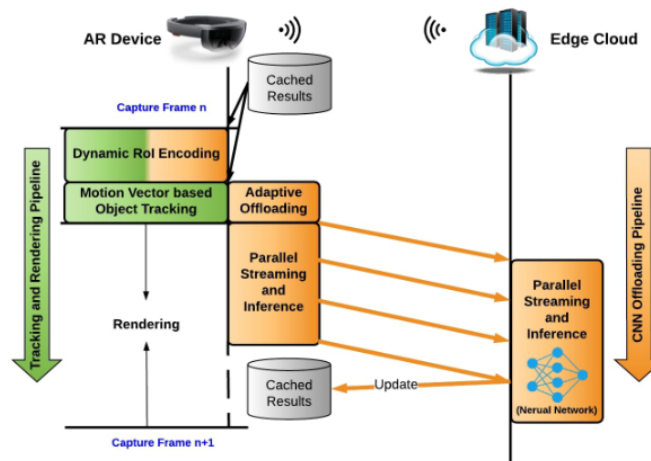 AR Device
Edge Cloud
Cached
Results
Capture Frame n
Dynamic RoI Encoding
Motion Vector based
Object Tracking
Adaptive
Offloading
Parallel
Streaming
and
Inference
Rendering
Parallel
Streaming
and
Inference
(Nerual Network)
Cached
Results
Update
Capture Frame n+1
Tracking and Rendering Pipeline
CNN Offloading Pipeline